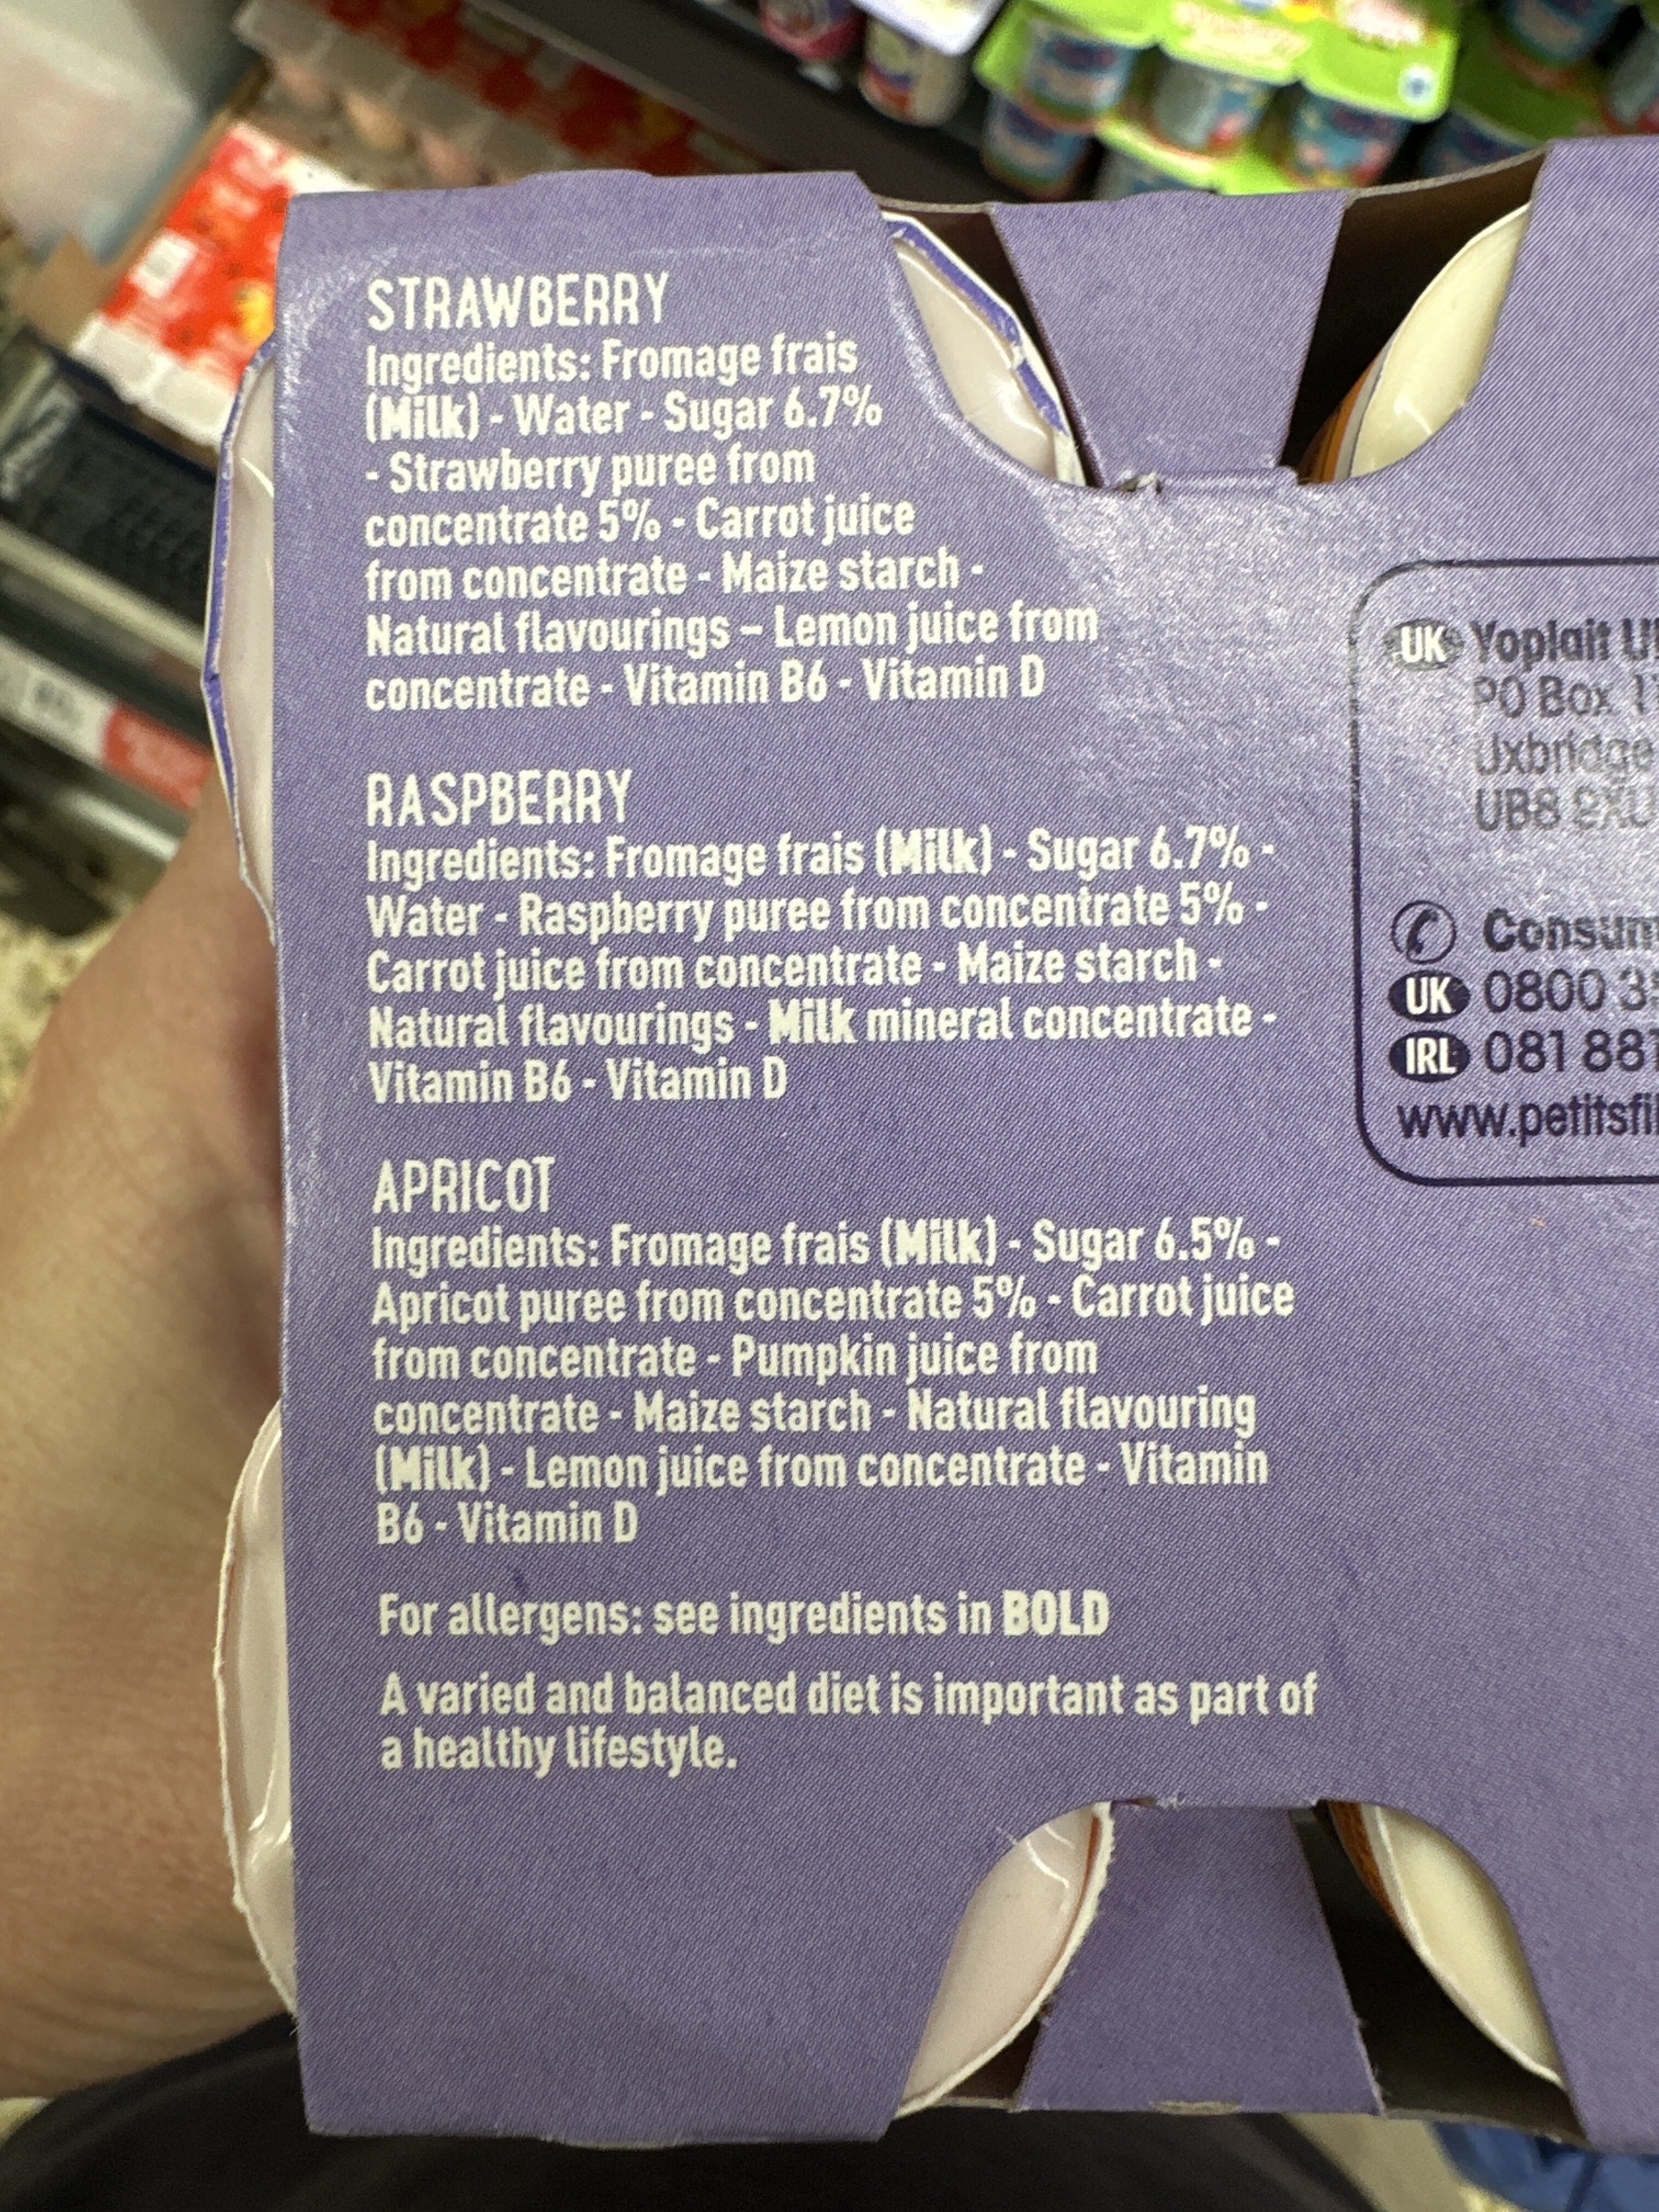 STRAWBERRY
Ingredients: Fromage frais
(Milk) - Water - Sugar 6.7%
- Strawberry puree from
concentrate 5% - Carrot juice
from concentrate - Maize starch -
Natural flavourings – Lemon juice from
concentrate - Vitamin B6 - Vitamin D
RASPBERRY
Ingredients: Fromage frais (Milk) - Sugar 6.7% -
Water - Raspberry puree from concentrate 5% -
Carrot juice from concentrate - Maize starch -
Natural flavourings - Milk mineral concentrate -
Vitamin B6 - Vitamin D
APRICOT
Ingredients: Fromage frais (Milk) - Sugar 6.5% -
Apricot puree from concentrate 5% - Carrot juice
from concentrate - Pumpkin juice from
concentrate - Maize starch - Natural flavouring
(Milk) - Lemon juice from concentrate - Vitamin
B6 - Vitamin D
For allergens: see ingredients in BOLD
A varied and balanced diet is important as part of
a healthy lifestyle.
UK Yoplait
PO Box
Uxbridge
UB8
UK 0800
IRL 081